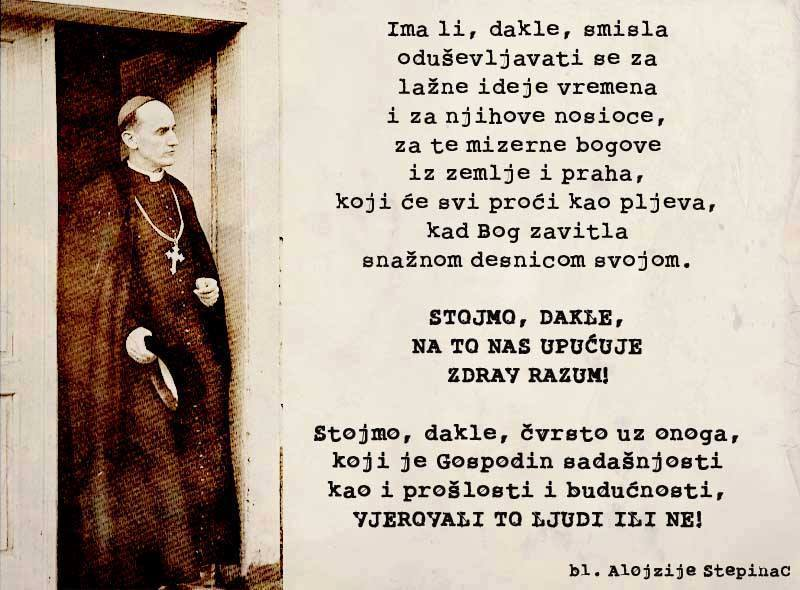 Ima li, dakle, smisla
oduševljavati se za
lažne ideje vremena
i za njihove nosioce,
za te mizerne bogove
iz zemlje i praha,
koji će svi proći kao pljeva,
kad Bog zavitla
snažnom desnicom svojom.
STOJMO, DAKLE,
NA TO NAS UPUĆUJE
ZDRAV RAZUM!
Stojmo, dakle, čvrsto uz onoga,
koji je Gospodin sadašnjosti
kao i prošlosti i budućnosti,
VJEROVALI TO LJUDI ILI NE!
bl. Alojzije Stepinac